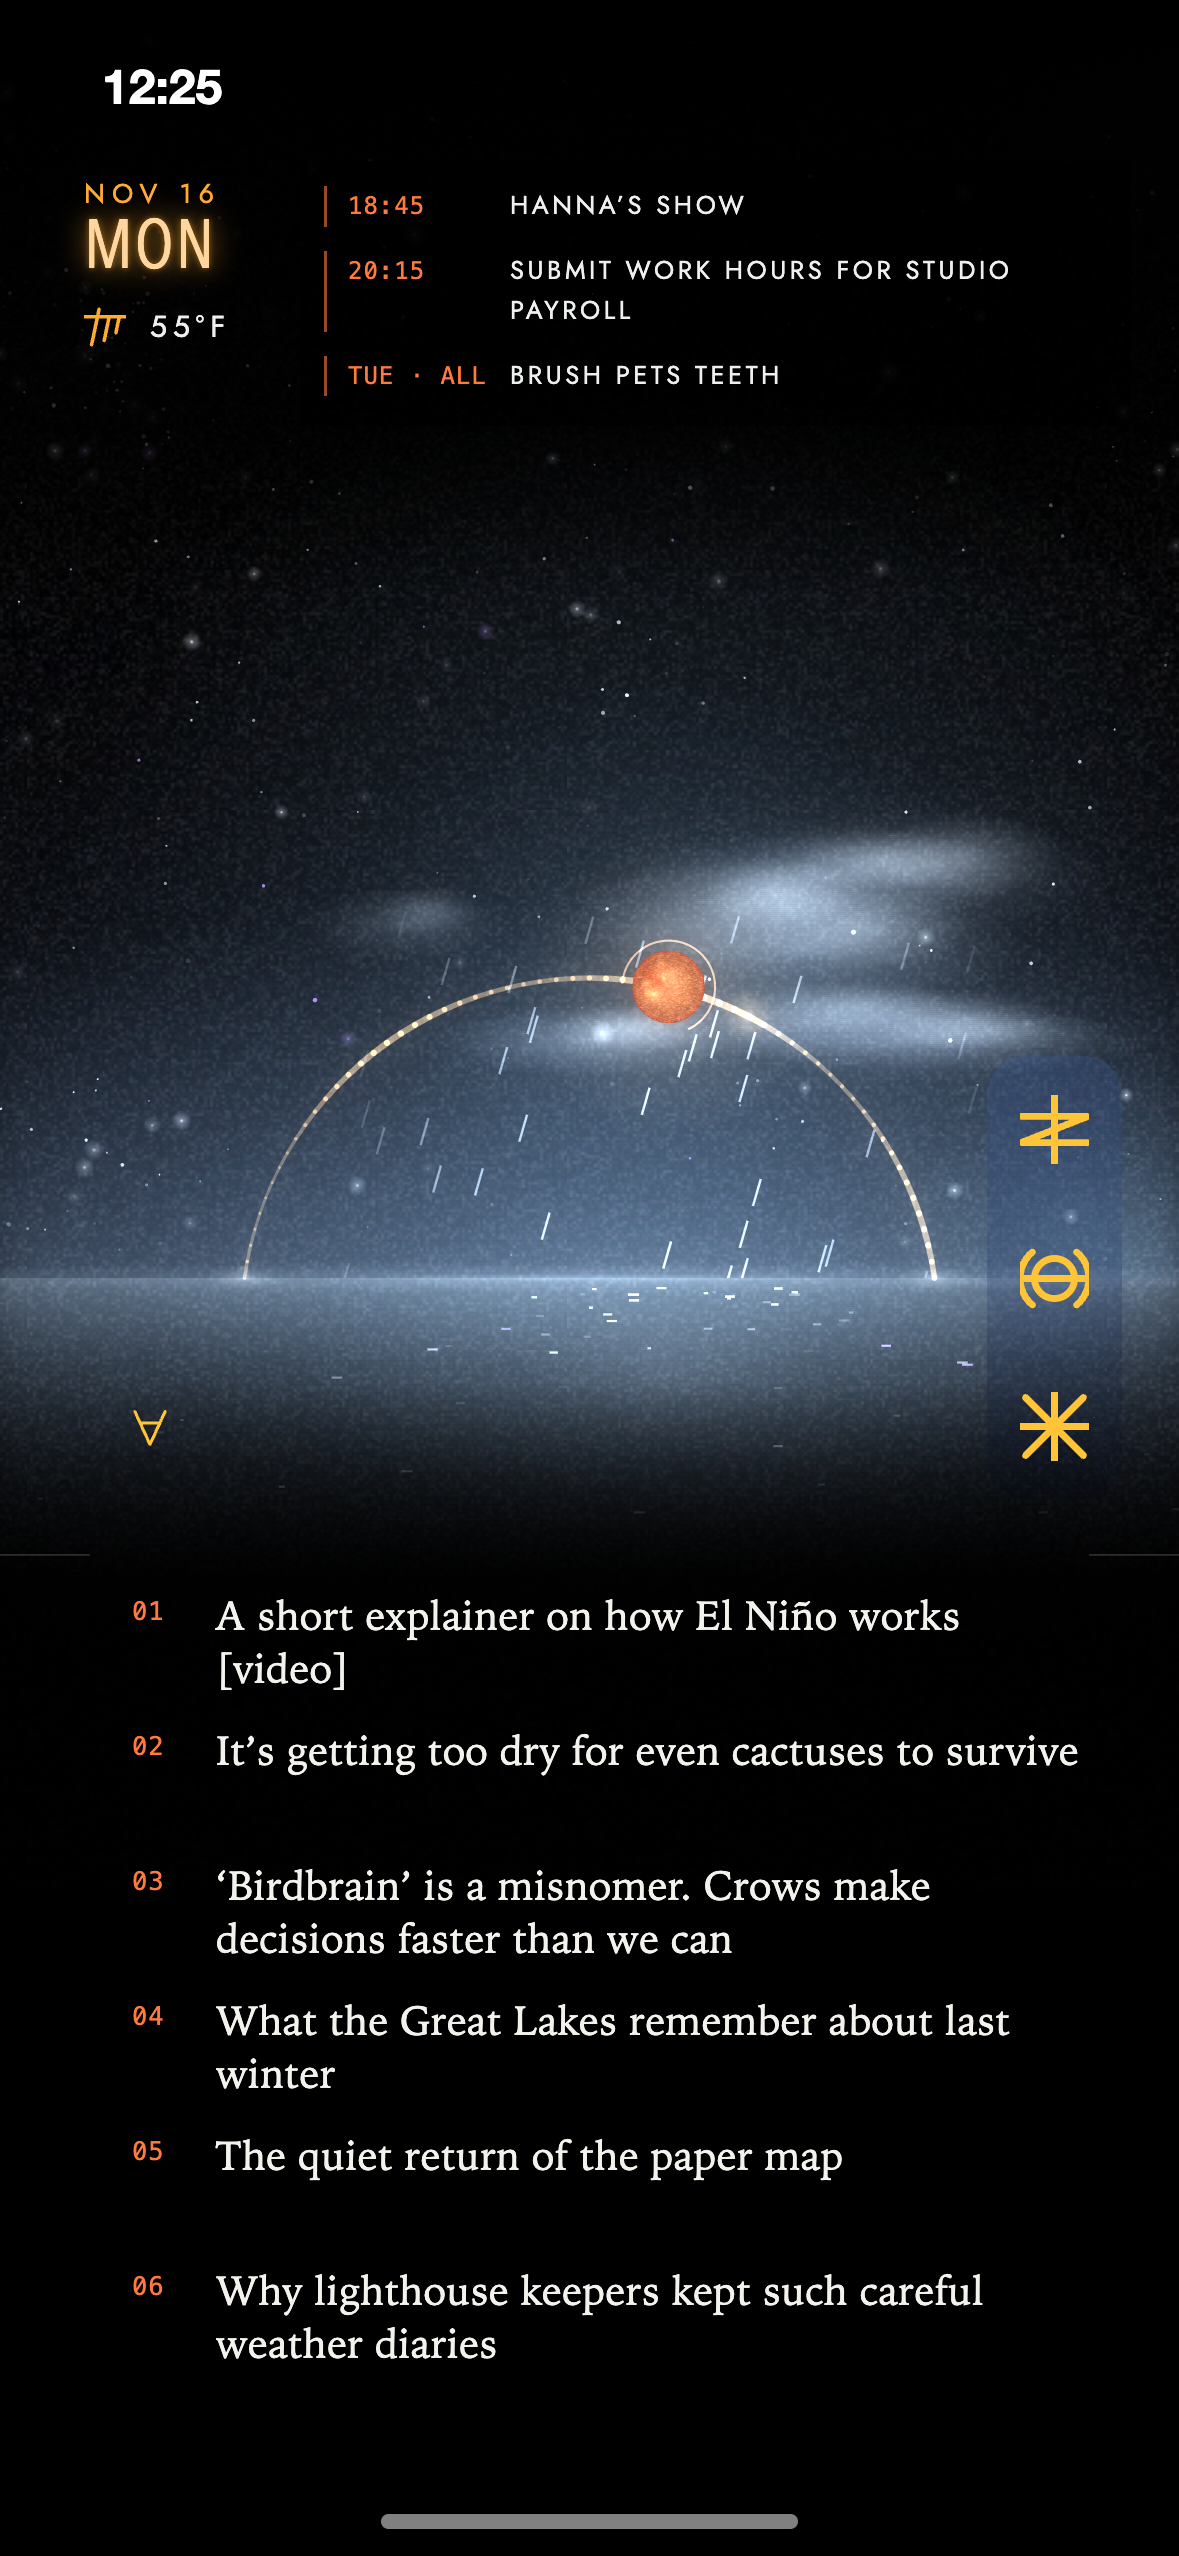 12:25
NOV 16
MON
55°F
18:45 HANNA’S SHOW
20:15 SUBMIT WORK HOURS FOR STUDIO
PAYROLL
TUE · ALL BRUSH PETS TEETH
01 A short explainer on how El Niño works
[video]
02 It’s getting too dry for even cactuses to survive
03 ‘Birdbrain’ is a misnomer. Crows make
decisions faster than we can
04 What the Great Lakes remember about last
winter
05 The quiet return of the paper map
06 Why lighthouse keepers kept such careful
weather diaries